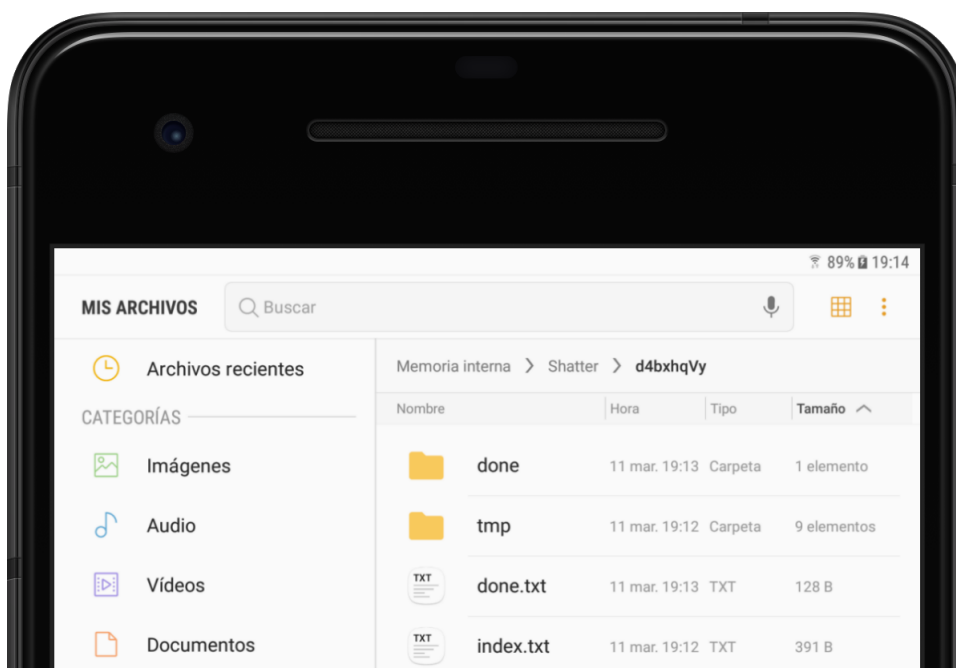 89% 19:14
MIS ARCHIVOS Buscar
Archivos recientes
CATEGORÍAS
Imágenes
Audio
Vídeos
Documentos
Memoria interna > Shatter > d4bxhqVy
Nombre Hora Tipo Tamaño
done 11 mar. 19:13 Carpeta 1 elemento
tmp 11 mar. 19:12 Carpeta 9 elementos
TXT done.txt 11 mar. 19:13 TXT 128 B
TXT index.txt 11 mar. 19:12 TXT 391 B